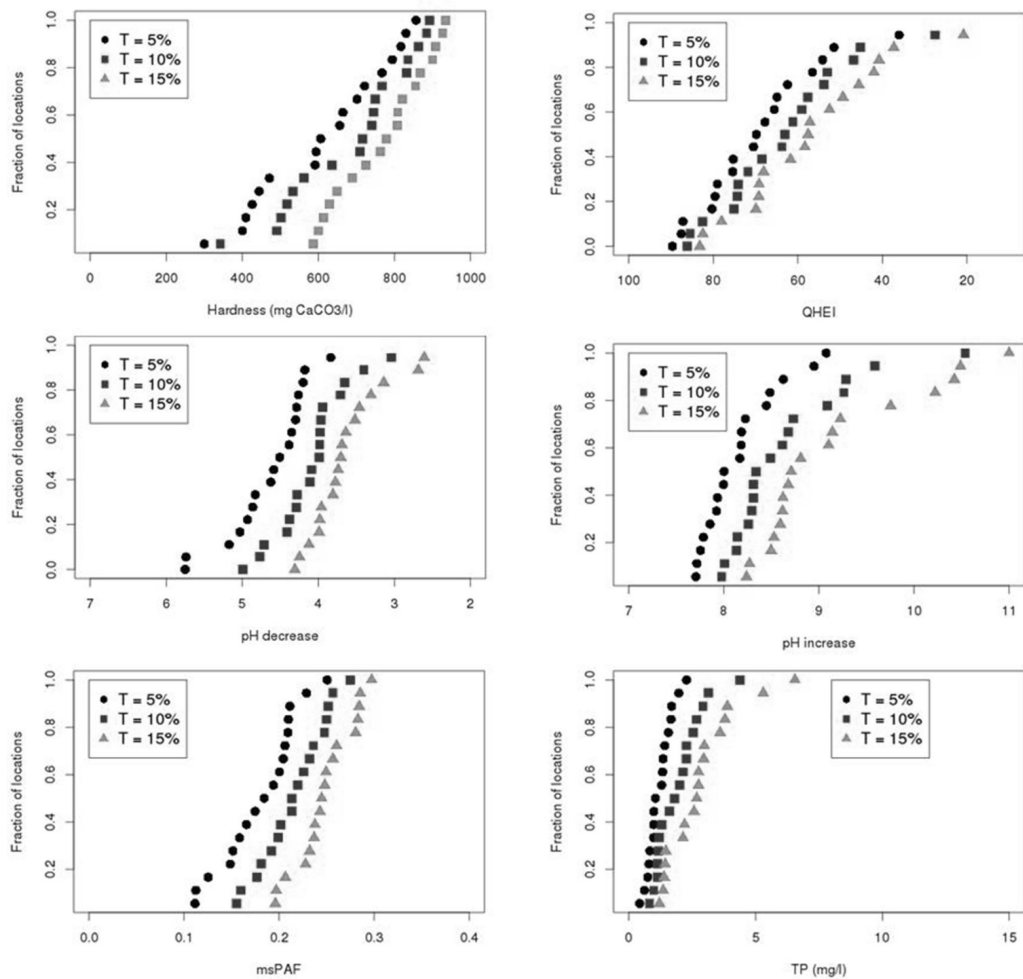 Fraction of locations
1.0
0.8
0.6
0.4
0.2
T = 5%
T = 10%
T = 15%
0 200 400 600 800 1000
Hardness (mg CaCO3/l)
Fraction of locations
1.0
0.8
0.6
0.4
0.2
0.0
T = 5%
T = 10%
T = 15%
100 80 60 40 20
QHEI
Fraction of locations
1.0
0.8
0.6
0.4
0.2
0.0
T = 5%
T = 10%
T = 15%
7 6 5 4 3 2
pH decrease
Fraction of locations
1.0
0.8
0.6
0.4
0.2
T = 5%
T = 10%
T = 15%
7 8 9 10 11
pH increase
Fraction of locations
1.0
0.8
0.6
0.4
0.2
T = 5%
T = 10%
T = 15%
0.0 0.1 0.2 0.3 0.4
msPAF
Fraction of locations
1.0
0.8
0.6
0.4
0.2
T = 5%
T = 10%
T = 15%
0 5 10 15
TP (mg/l)